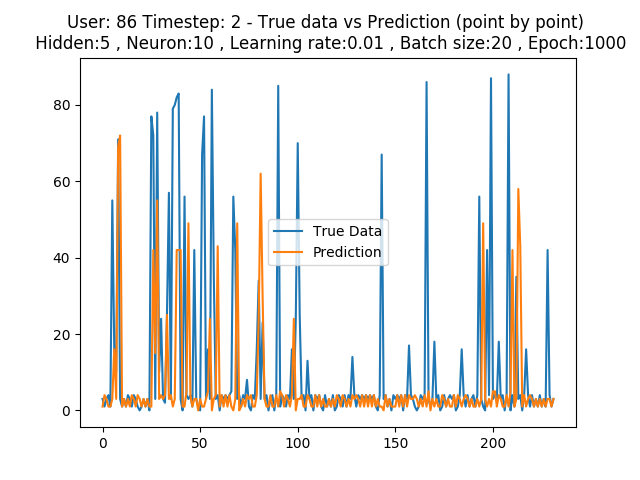 User: 86 Timestep: 2 - True data vs Prediction (point by point)
Hidden:5 , Neuron:10 , Learning rate:0.01 , Batch size:20 , Epoch:1000
80
60
40
20
0
True Data
Prediction
0 50 100 150 200